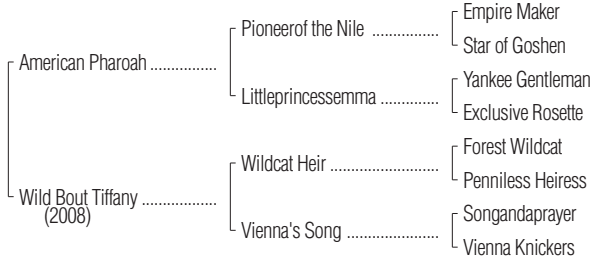 Empire Maker
Pioneerof the Nile ................
Star of Goshen
American Pharoah ................
Yankee Gentleman
Littleprincessemma ..............
Exclusive Rosette
Forest Wildcat
Wildcat Heir ..........................
Penniless Heiress
Wild Bout Tiffany ..................
(2008)
Songandaprayer
Vienna's Song ......................
Vienna Knickers